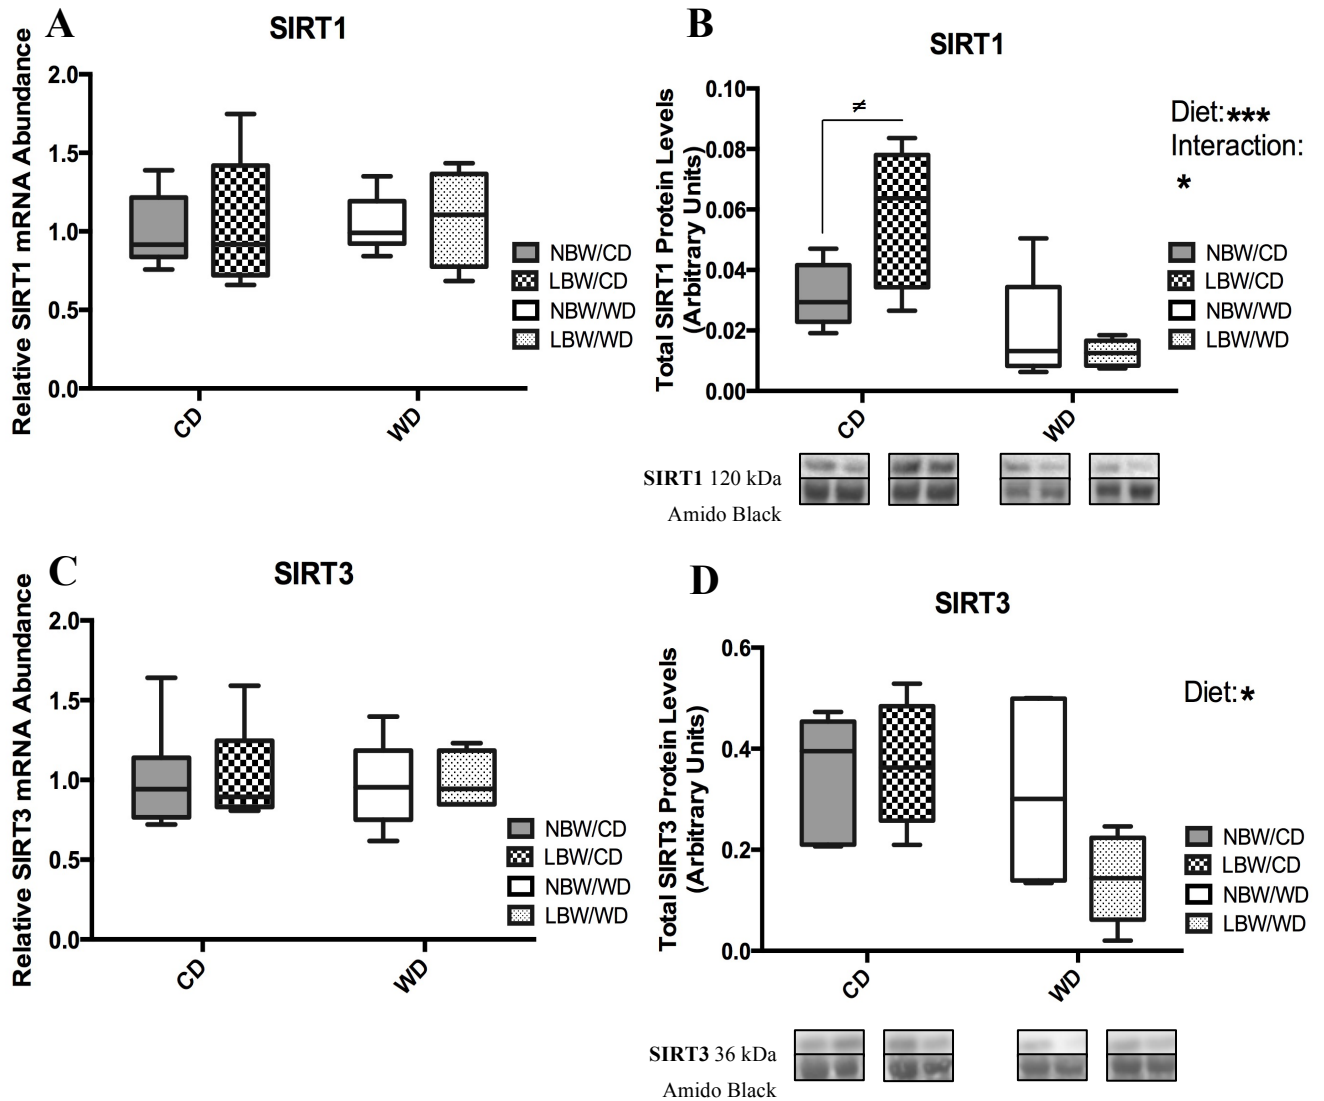 A
SIRT1
Relative SIRT1 mRNA Abundance
2.0
1.5
1.0
0.5
0.0
CD
WD
NBW/CD
LBW/CD
NBW/WD
LBW/WD
B
SIRT1
Total SIRT1 Protein Levels
(Arbitrary Units)
0.10
0.08
0.06
0.04
0.02
0.00
≠
Diet:***
Interaction:
*
CD
WD
NBW/CD
LBW/CD
NBW/WD
LBW/WD
SIRT1 120 kDa
Amido Black
C
SIRT3
Relative SIRT3 mRNA Abundance
2.0
1.5
1.0
0.5
0.0
CD
WD
NBW/CD
LBW/CD
NBW/WD
LBW/WD
D
SIRT3
Total SIRT3 Protein Levels
(Arbitrary Units)
0.6
0.4
0.2
0.0
Diet:*
CD
WD
NBW/CD
LBW/CD
NBW/WD
LBW/WD
SIRT3 36 kDa
Amido Black